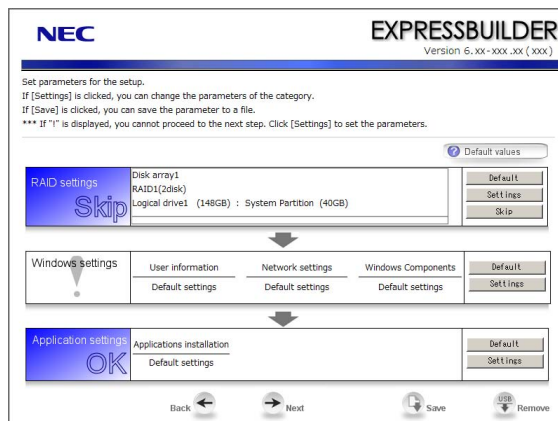 NEC
EXPRESSBUILDER
Version 6.xx-xxx.xx (xxx)
Set parameters for the setup.
If [Settings] is clicked, you can change the parameters of the category.
If [Save] is clicked, you can save the parameter to a file.
*** If "!" is displayed, you cannot proceed to the next step. Click [Settings] to set the parameters.
? Default values
RAID settings
Skip
Disk array1
RAID1(2disk)
Logical drive1 (148GB) : System Partition (40GB)
Default
Settings
Skip
Windows settings
!
User information
Default settings
Network settings
Default settings
Windows Components
Default settings
Default
Settings
Application settings
OK
Applications installation
Default settings
Default
Settings
Back
Next
Save
USB
Remove